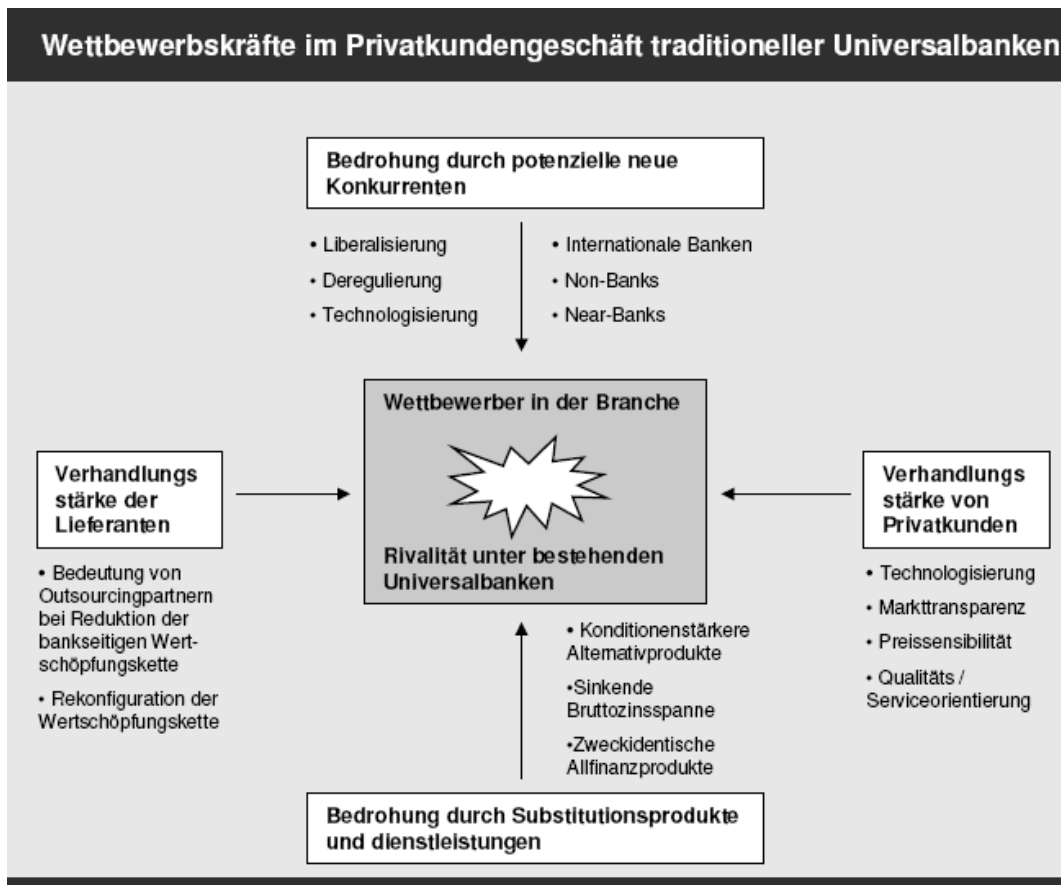 Wettbewerbskräfte im Privatkundengeschäft traditioneller Universalbanken
Bedrohung durch potenzielle neue
Konkurrenten
• Liberalisierung
• Deregulierung
• Technologisierung
• Internationale Banken
• Non-Banks
• Near-Banks
Wettbewerber in der Branche
Rivalität unter bestehenden
Universalbanken
Verhandlungs
stärke der
Lieferanten
• Bedeutung von
Outsourcingpartnern
bei Reduktion der
bankseitigen Wert-
schöpfungskette
• Rekonfiguration der
Wertschöpfungskette
Verhandlungs
stärke von
Privatkunden
• Technologisierung
• Markttransparenz
• Preissensibilität
• Qualitäts /
Serviceorientierung
• Konditionenstärkere
Alternativprodukte
•Sinkende
Bruttozinsspanne
•Zweckidentische
Allfinanzprodukte
Bedrohung durch Substitutionsprodukte
und dienstleistungen